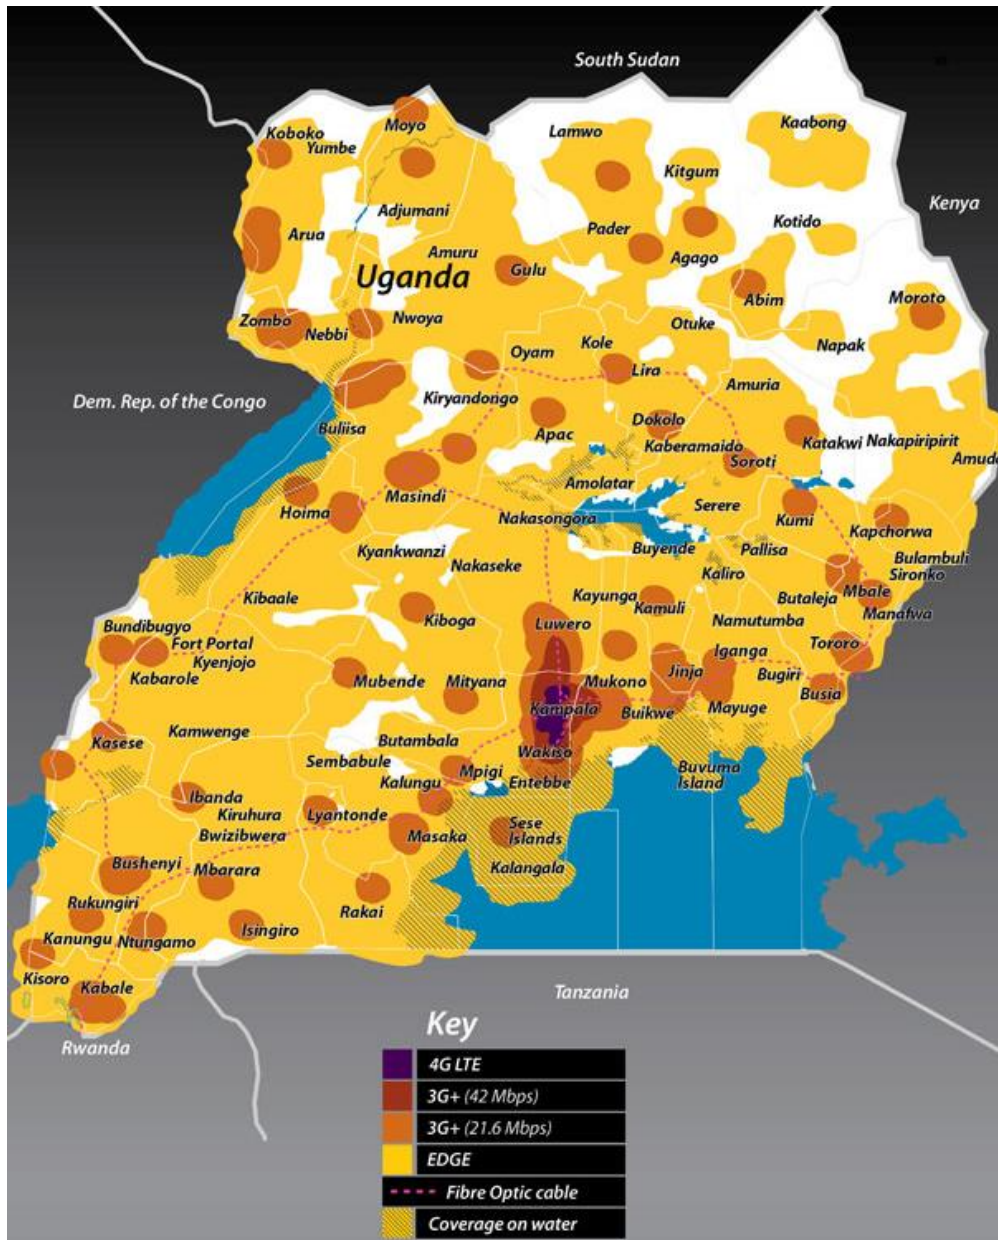 South Sudan
Koboko
Yumbe
Moyo
Lamwo
Kaabong
Kitgum
Kenya
Adjumani
Arua
Pader
Kotido
Amuru
Agago
Uganda
Gulu
Abim
Moroto
Zombo
Nebbi
Nwoya
Otuke
Napak
Oyam
Kole
Lira
Dem. Rep. of the Congo
Kiryandongo
Amuria
Buliisa
Apac
Dokolo
Kaberamaido
Katakwi
Nakapiripirit
Amuda
Soroti
Masindi
Amolatar
Hoima
Nakasongora
Serere
Kumi
Kapchorwa
Kyankwanzi
Nakaseke
Buyende
Pallisa
Bulambuli
Sironko
Kaliro
Kibaale
Kayunga
Kamuli
Butaleja
Mbale
Manafwa
Bundibugyo
Kiboga
Luwero
Namutumba
Fort Portal
Kyenjojo
Kabarole
Iganga
Tororo
Mubende
Mityana
Mukono
Jinja
Bugiri
Busia
Kampala
Buikwe
Mayuge
Kasese
Kamwenge
Butambala
Wakiso
Sembabule
Kalungu
Mpigi
Entebbe
Buvuma
Island
Ibanda
Kiruhura
Lyantonde
Bwizibwera
Masaka
Sese
Islands
Bushenyi
Mbarara
Kalangala
Rukungiri
Rakai
Kanungu
Ntungamo
Isingiro
Kisoro
Kabale
Tanzania
Rwanda
Key
4G LTE
3G+ (42 Mbps)
3G+ (21.6 Mbps)
EDGE
Fibre Optic cable
Coverage on water